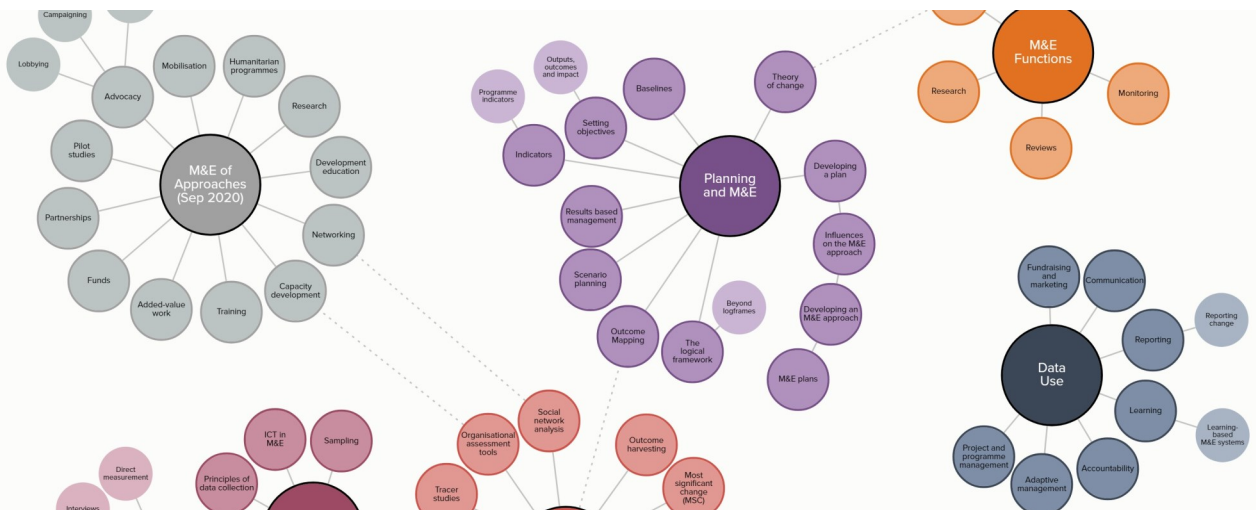 Campaigning
Lobbying
Advocacy
Mobilisation
Humanitarian
programmes
Research
Development
education
Networking
Capacity
development
Training
Added-value
work
Funds
Partnerships
Pilot
studies
M&E of
Approaches
(Sep 2020)
Programme
indicators
Outputs,
outcomes
and impact
Indicators
Setting
objectives
Baselines
Theory
of change
Planning
and M&E
Developing
a plan
Influences
on the M&E
approach
Developing an
M&E approach
M&E plans
Results based
management
Scenario
planning
Outcome
Mapping
The
logical
framework
Beyond
logframes
M&E
Functions
Research
Reviews
Monitoring
Fundraising
and
marketing
Communication
Reporting
Reporting
change
Data
Use
Learning
Learning-
based
M&E systems
Accountability
Adaptive
management
Project and
programme
management
Direct
measurement
Interviews
Principles of
data collection
ICT in
M&E
Sampling
Tracer
studies
Organisational
assessment
tools
Social
network
analysis
Outcome
harvesting
Most
significant
change
(MSC)